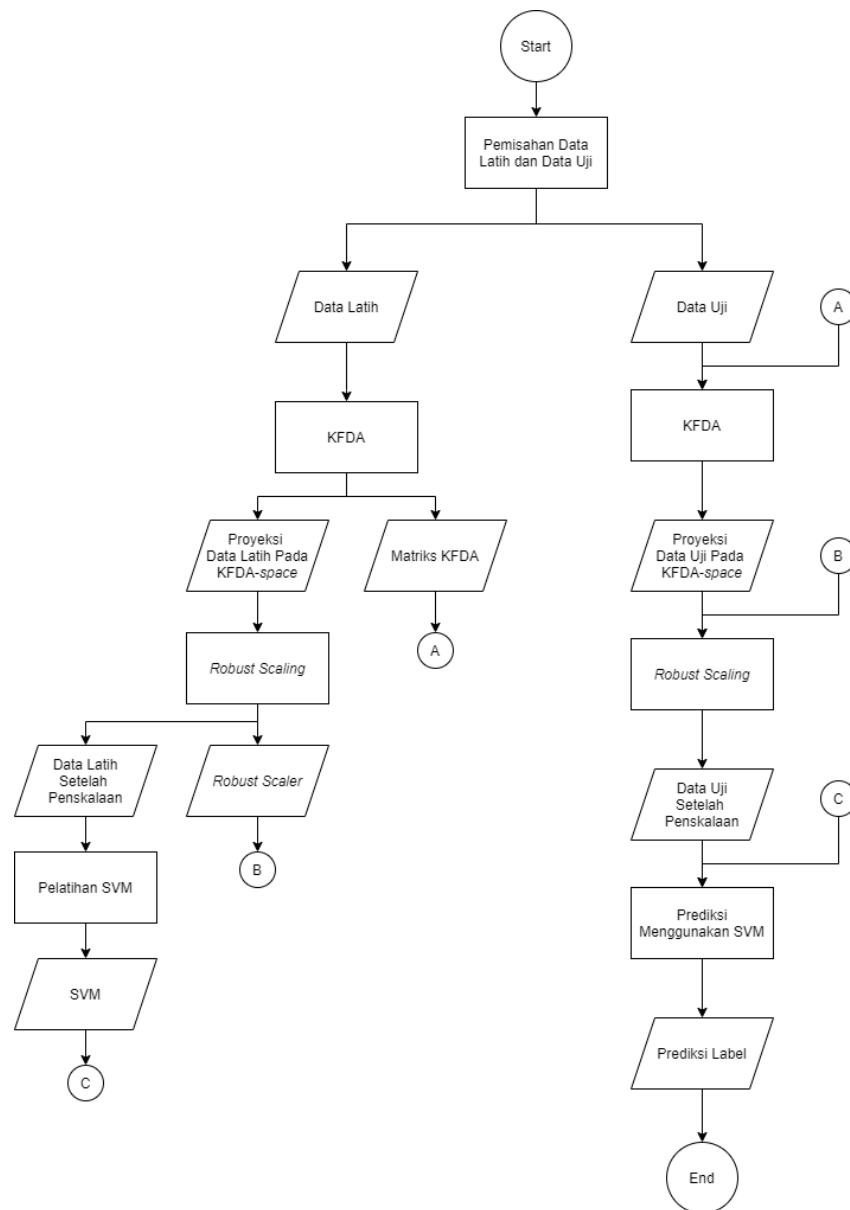 Start
Pemisahan Data
Latih dan Data Uji
Data Latih
Data Uji
A
KFDA
KFDA
Proyeksi
Data Latih Pada
KFDA-space
Matriks KFDA
Proyeksi
Data Uji Pada
KFDA-space
B
A
Robust Scaling
Robust Scaling
Data Latih
Setelah
Penskalaan
Robust Scaler
Data Uji
Setelah
Penskalaan
C
B
Pelatihan SVM
Prediksi
Menggunakan SVM
SVM
Prediksi Label
C
End